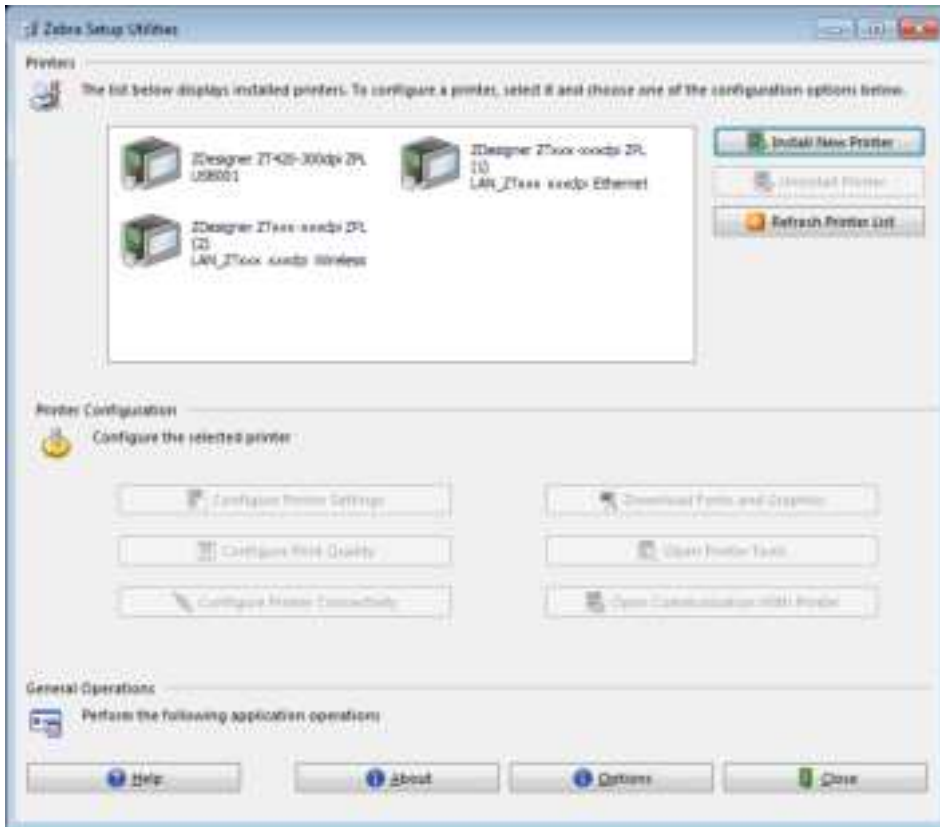 Zebra Setup Utilities
Printers
The list below displays installed printers. To configure a printer, select it and choose one of the configuration options below.
ZDesigner ZT420-300dpi ZPL
USB001
ZDesigner ZTxxx-xxxdpi ZPL
(1)
LAN_ZTxxx-xxxdpi Ethernet
ZDesigner ZTxxx-xxxdpi ZPL
(2)
LAN_ZTxxx-xxxdpi Wireless
Install New Printer
Uninstall Printer
Refresh Printer List
Printer Configuration
Configure the selected printer
Configure Printer Settings
Download Fonts and Graphics
Configure Print Quality
Open Printer Tools
Configure Printer Connectivity
Open Communication With Printer
General Operations
Perform the following application operations
Help
About
Options
Close